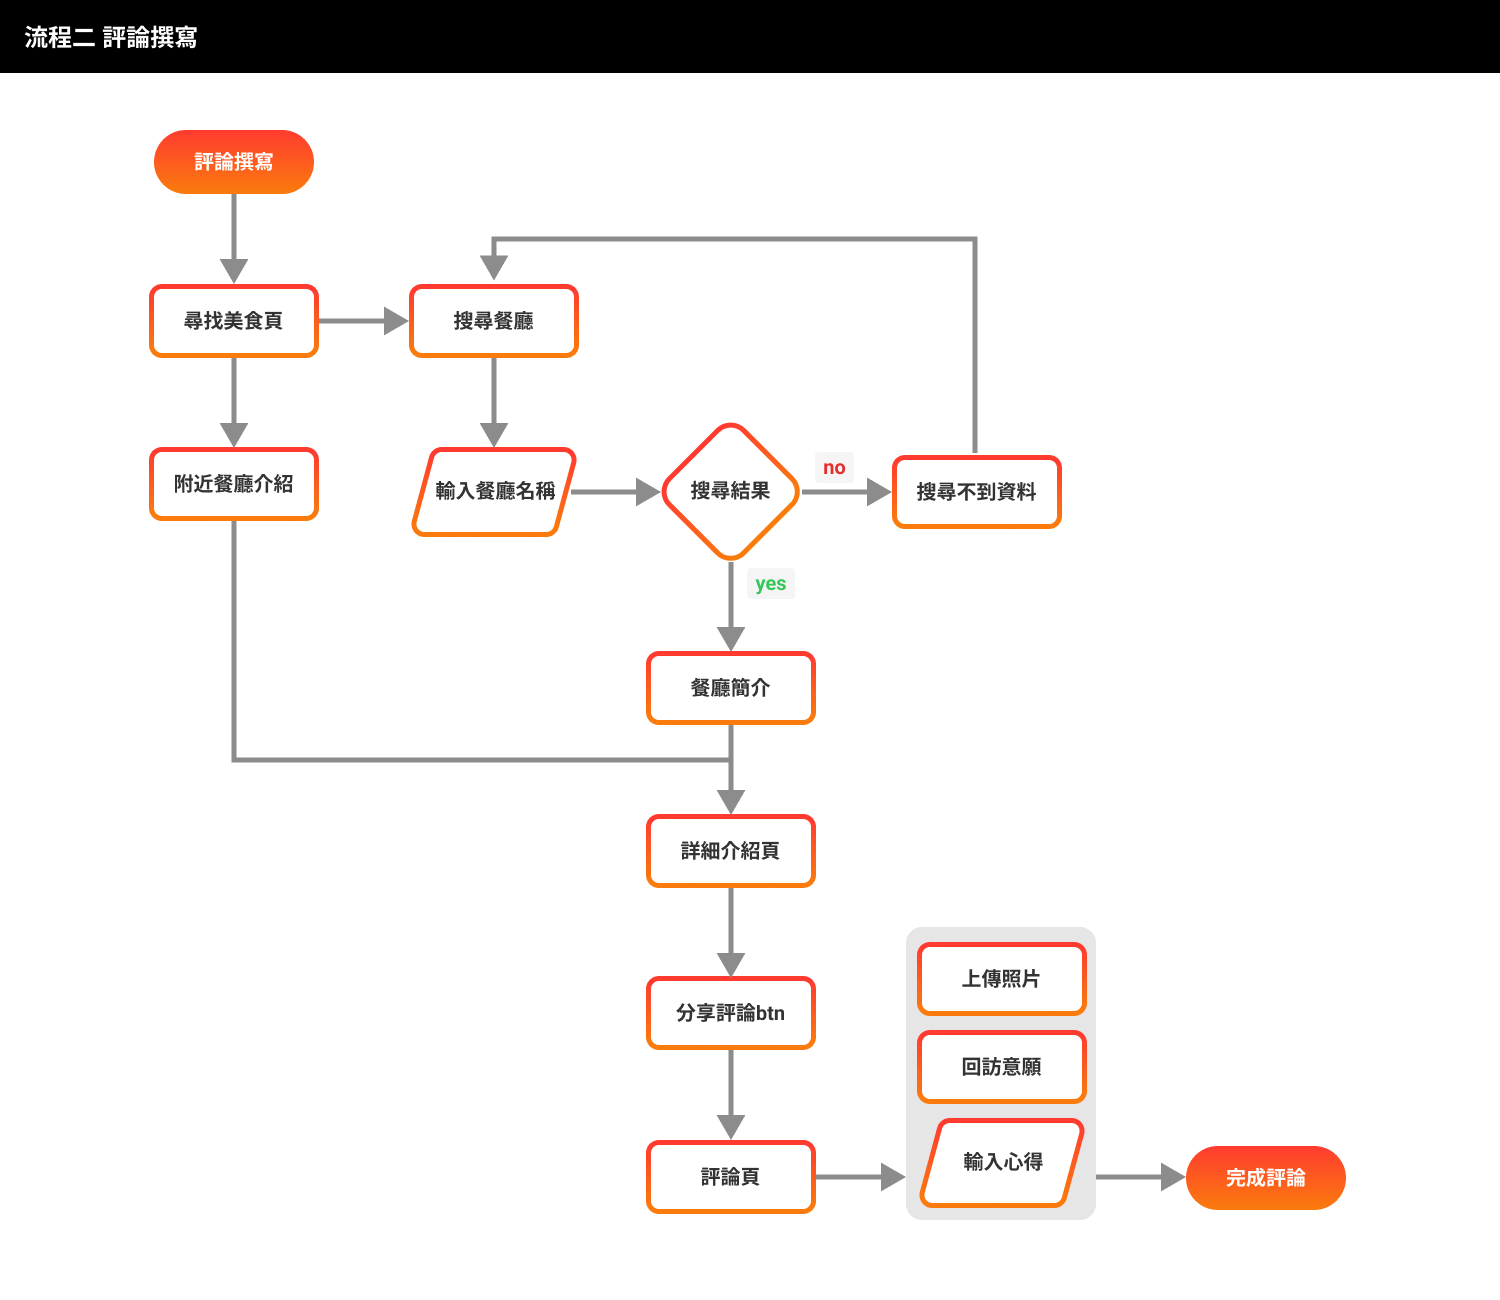 流程二 評論撰寫
評論撰寫
尋找美食頁
搜尋餐廳
附近餐廳介紹
輸入餐廳名稱
搜尋結果
no
搜尋不到資料
yes
餐廳簡介
詳細介紹頁
上傳照片
分享評論btn
回訪意願
輸入心得
評論頁
完成評論